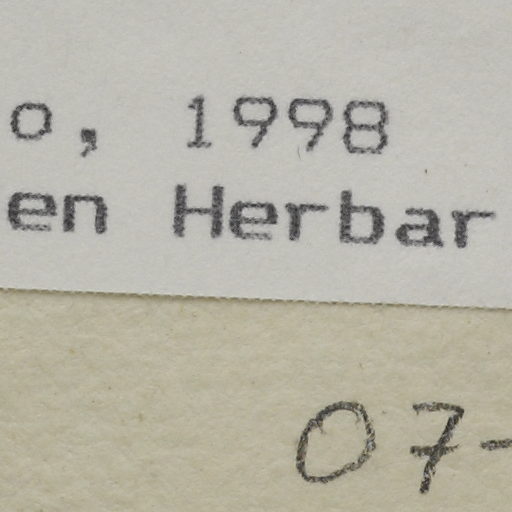 o, 1998
en Herbar
07-